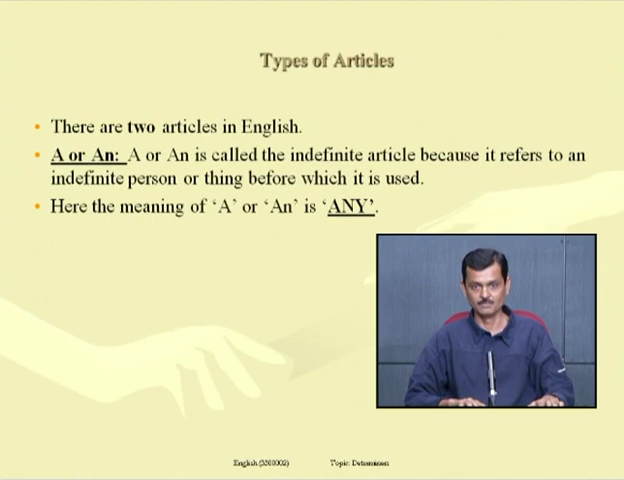 Types of Articles
• There are two articles in English.
• A or An: A or An is called the indefinite article because it refers to an
indefinite person or thing before which it is used.
• Here the meaning of ‘A’ or ‘An’ is ‘ANY’.
English (3300002) Topic: Determiners